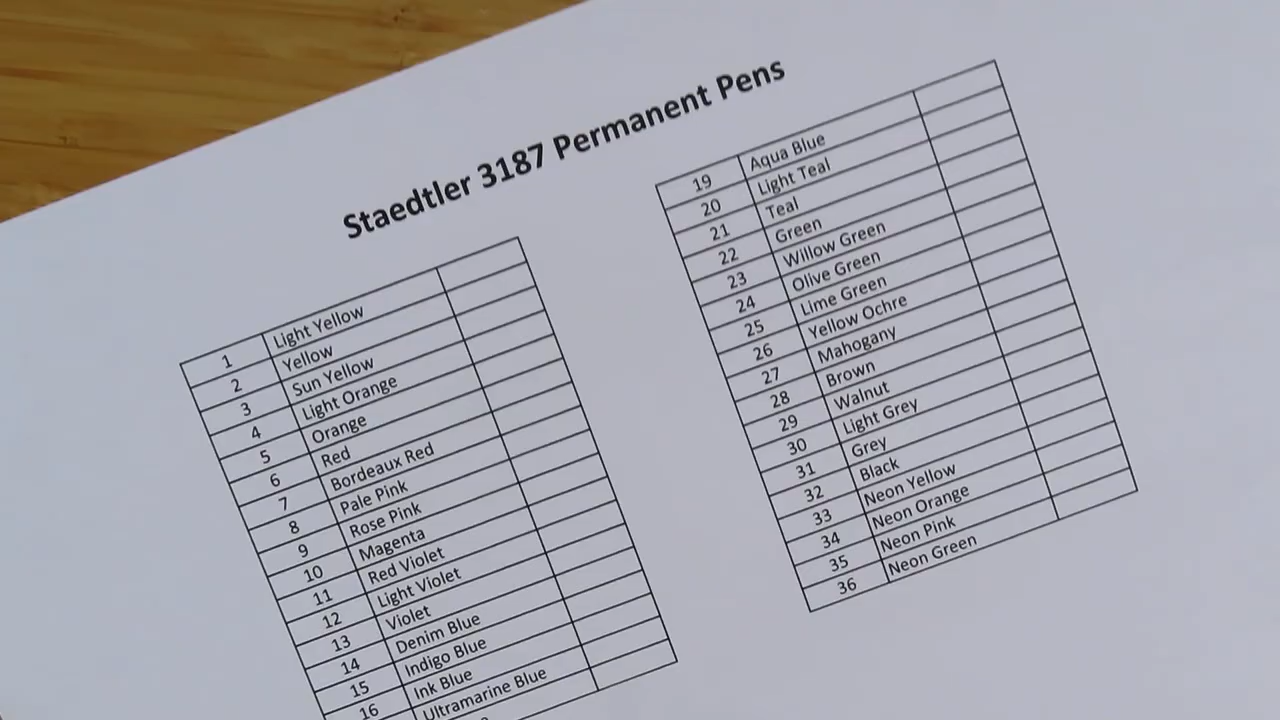 Staedtler 3187 Permanent Pens
1 Light Yellow
2 Yellow
3 Sun Yellow
4 Light Orange
5 Orange
6 Red
7 Bordeaux Red
8 Pale Pink
9 Rose Pink
10 Magenta
11 Red Violet
12 Light Violet
13 Violet
14 Denim Blue
15 Indigo Blue
16 Ink Blue
Ultramarine Blue
19 Aqua Blue
20 Light Teal
21 Teal
22 Green
23 Willow Green
24 Olive Green
25 Lime Green
26 Yellow Ochre
27 Mahogany
28 Brown
29 Walnut
30 Light Grey
31 Grey
32 Black
33 Neon Yellow
34 Neon Orange
35 Neon Pink
36 Neon Green